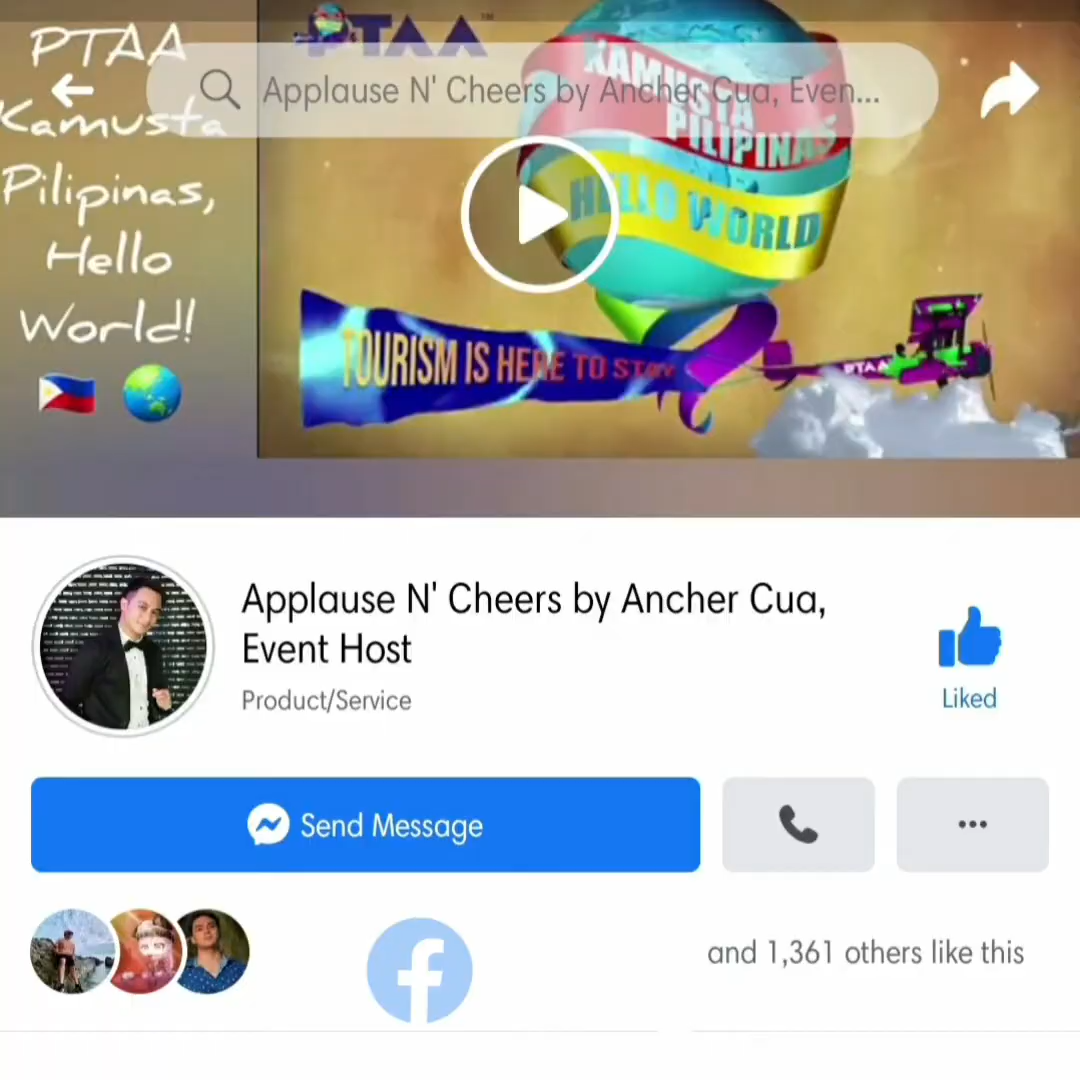 PTAA
Kamusta
Pilipinas,
Hello
World!
PTAA™
Applause N' Cheers by Ancher Cua, Even...
KAMUSTA
PILIPINAS
HELLO WORLD
TOURISM IS HERE TO STAY
PTAA
Applause N' Cheers by Ancher Cua,
Event Host
Product/Service
Liked
Send Message
and 1,361 others like this